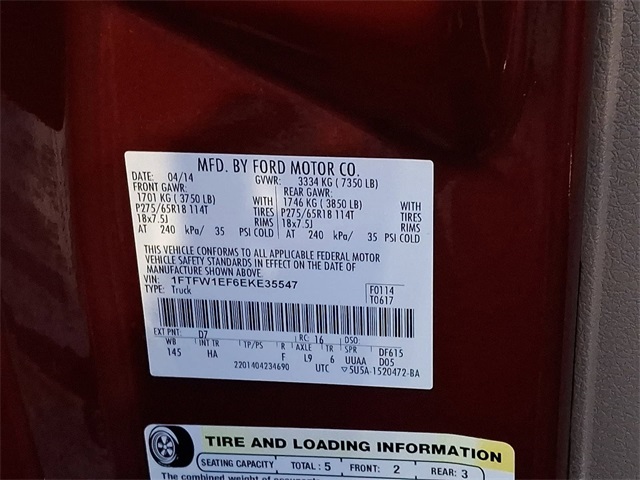 MFD. BY FORD MOTOR CO.
DATE: 04/14 GVWR: 3334 KG ( 7350 LB)
FRONT GAWR: REAR GAWR:
1701 KG ( 3750 LB) WITH 1746 KG ( 3850 LB) WITH
P275/65R18 114T TIRES P275/65R18 114T TIRES
18x7.5J RIMS 18x7.5J RIMS
AT 240 kPa/ 35 PSI COLD AT 240 kPa/ 35 PSI COLD
THIS VEHICLE CONFORMS TO ALL APPLICABLE FEDERAL MOTOR
VEHICLE SAFETY STANDARDS IN EFFECT ON THE DATE OF
MANUFACTURE SHOWN ABOVE.
VIN: 1FTFW1EF6EKE35547 F0114
TYPE: Truck T0617
EXT PNT: D7 RC: 16 DSO:
WB INT TR TP/PS R AXLE TR SPR DF615
145 HA F L9 6 UUAA D05
2201404234690 UTC ▽5U5A-1520472-BA
TIRE AND LOADING INFORMATION
SEATING CAPACITY TOTAL : 5 FRONT: 2 REAR: 3
The combined weight of